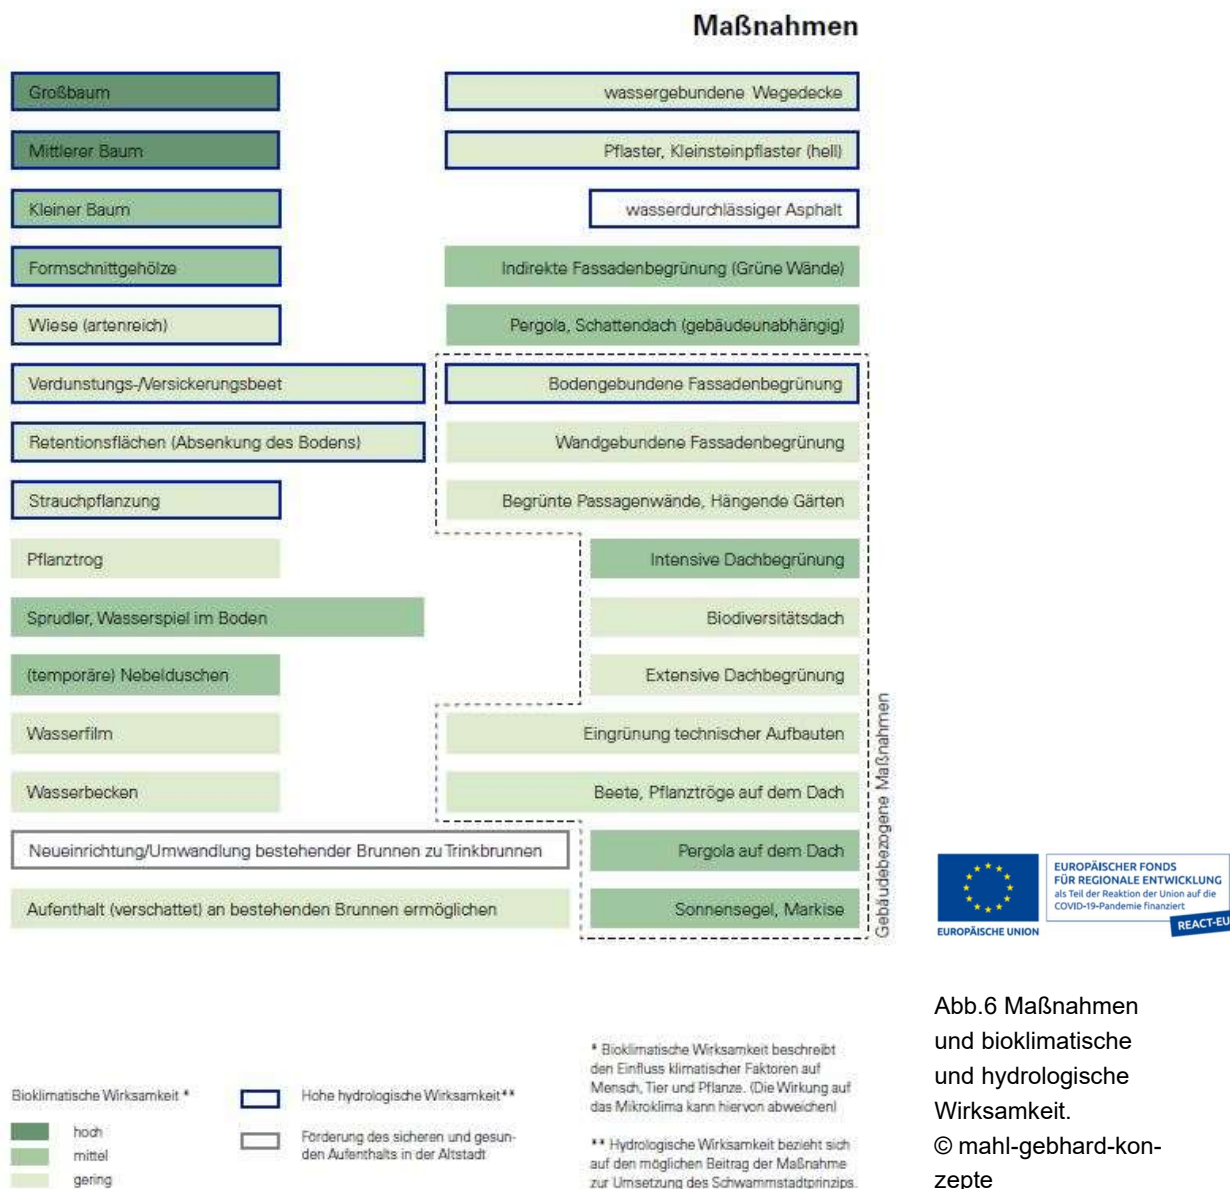 Maßnahmen
Großbaum
Mittlerer Baum
Kleiner Baum
Formschnittgehölze
Wiese (artenreich)
Verdunstungs-/Versickerungsbeet
Retentionsflächen (Absenkung des Bodens)
Strauchpflanzung
Pflanztrog
Sprudler, Wasserspiel im Boden
(temporäre) Nebelduschen
Wasserfilm
Wasserbecken
Neueinrichtung/Umwandlung bestehender Brunnen zu Trinkbrunnen
Aufenthalt (verschattet) an bestehenden Brunnen ermöglichen
wassergebundene Wegedecke
Pflaster, Kleinsteinpflaster (hell)
wasserdurchlässiger Asphalt
Indirekte Fassadenbegrünung (Grüne Wände)
Pergola, Schattendach (gebäudeunabhängig)
Bodengebundene Fassadenbegrünung
Wandgebundene Fassadenbegrünung
Begrünte Passagenwände, Hängende Gärten
Intensive Dachbegrünung
Biodiversitätsdach
Extensive Dachbegrünung
Eingrünung technischer Aufbauten
Beete, Pflanztröge auf dem Dach
Pergola auf dem Dach
Sonnensegel, Markise
Gebäudebezogene Maßnahmen
EUROPÄISCHE UNION
EUROPÄISCHER FONDS
FÜR REGIONALE ENTWICKLUNG
als Teil der Reaktion der Union auf die
COVID-19-Pandemie finanziert
REACT-EU
Bioklimatische Wirksamkeit *
hoch
mittel
gering
Hohe hydrologische Wirksamkeit**
Förderung des sicheren und gesun-
den Aufenthalts in der Altstadt
* Bioklimatische Wirksamkeit beschreibt
den Einfluss klimatischer Faktoren auf
Mensch, Tier und Pflanze. (Die Wirkung auf
das Mikroklima kann hiervon abweichen)
** Hydrologische Wirksamkeit bezieht sich
auf den möglichen Beitrag der Maßnahme
zur Umsetzung des Schwammstadtprinzips.
Abb.6 Maßnahmen
und bioklimatische
und hydrologische
Wirksamkeit.
© mahl-gebhard-kon-
zepte